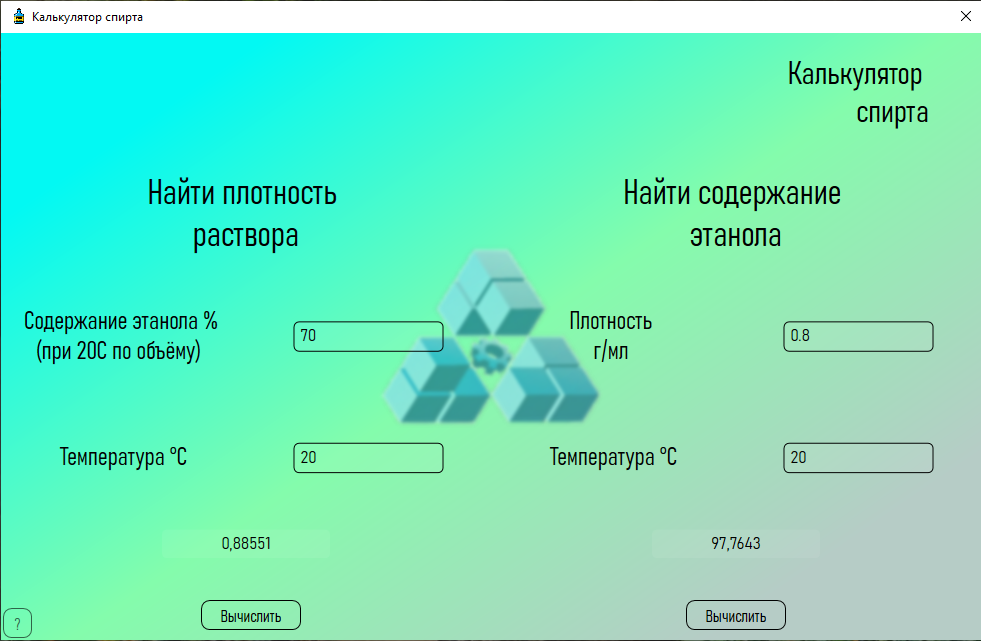 Калькулятор спирта
Калькулятор
спирта
Найти плотность
раствора
Содержание этанола %
(при 20С по объёму)
70
Температура °С
20
0,88551
Вычислить
?
Найти содержание
этанола
Плотность
г/мл
0.8
Температура °С
20
97,7643
Вычислить